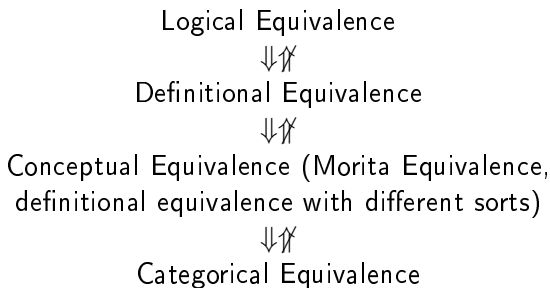 Logical Equivalence
⇓⇑̸
Definitional Equivalence
⇓⇑̸
Conceptual Equivalence (Morita Equivalence,
definitional equivalence with different sorts)
⇓⇑̸
Categorical Equivalence